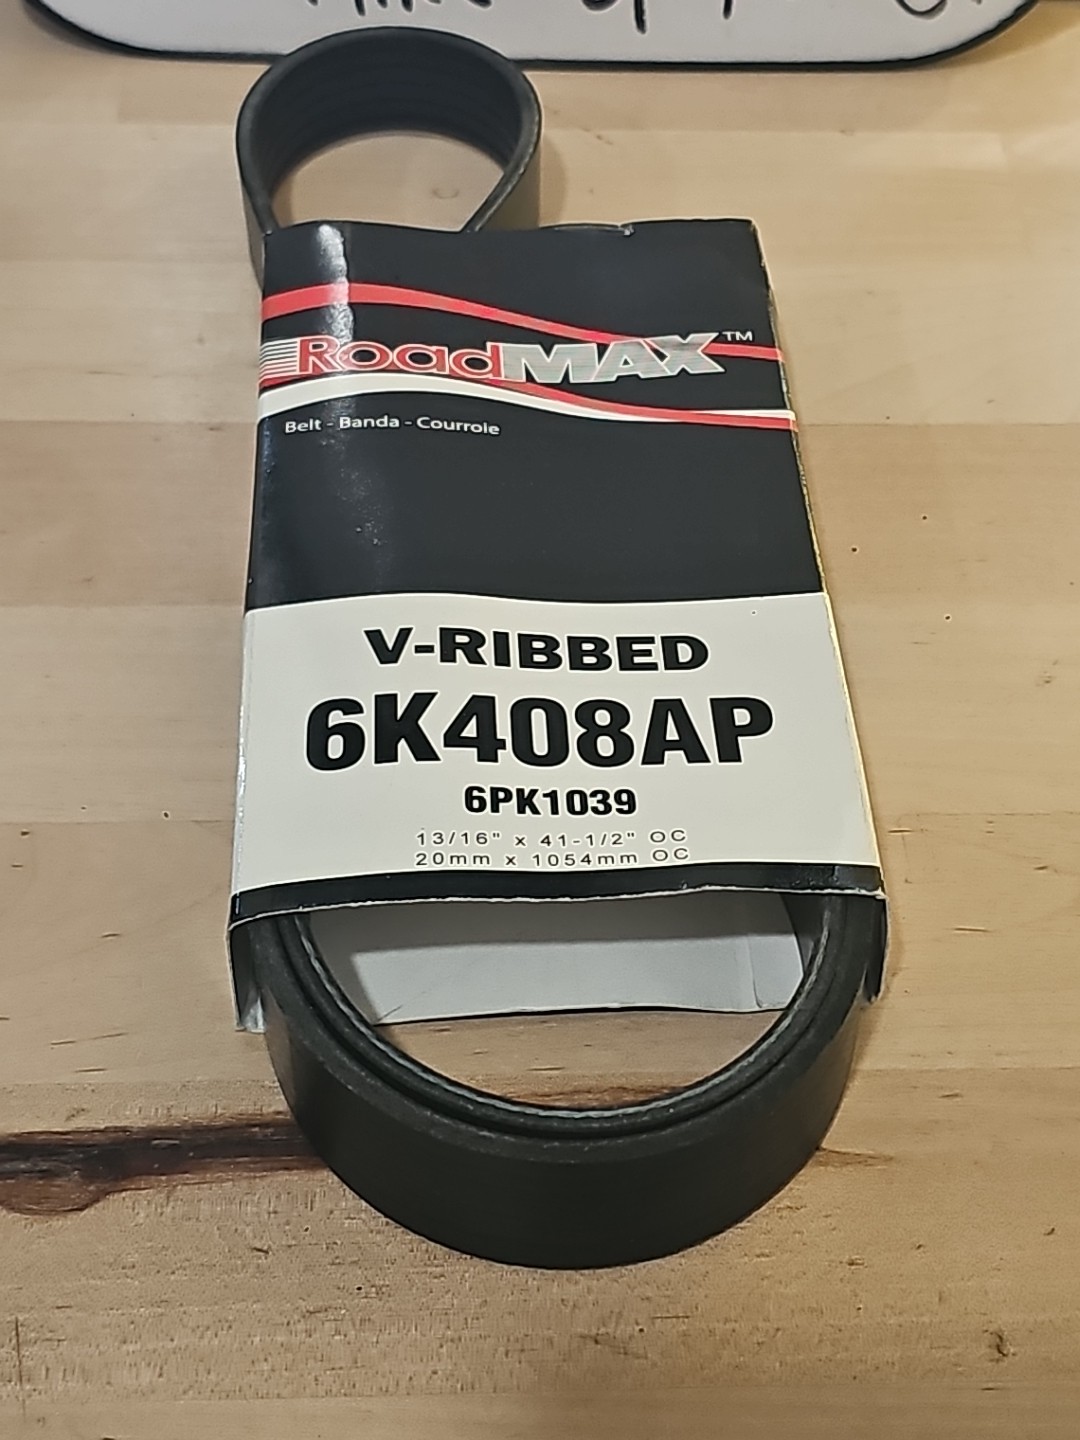 RoadMAX™
Belt - Banda - Courroie
V-RIBBED
6K408AP
6PK1039
13/16" x 41-1/2" OC
20mm x 1054mm OC